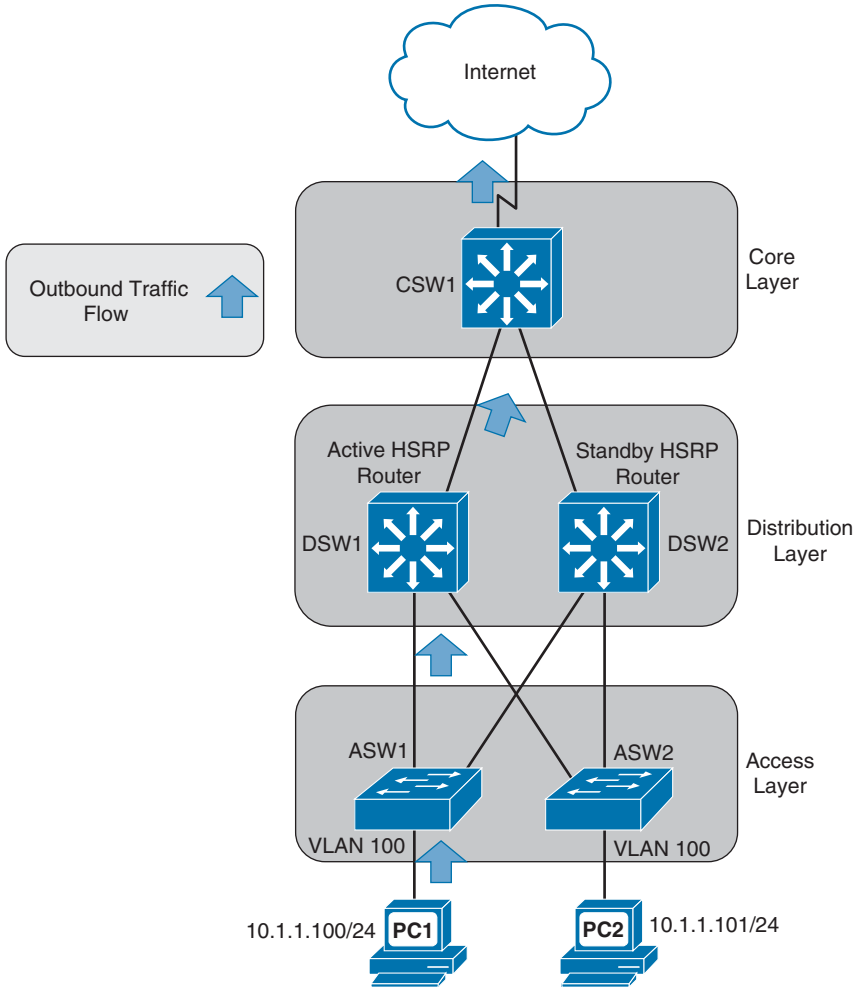 Internet
Core
Layer
CSW1
Outbound Traffic
Flow
Active HSRP
Router
Standby HSRP
Router
DSW1
DSW2
Distribution
Layer
ASW1
ASW2
Access
Layer
VLAN 100
VLAN 100
10.1.1.100/24
PC1
PC2
10.1.1.101/24